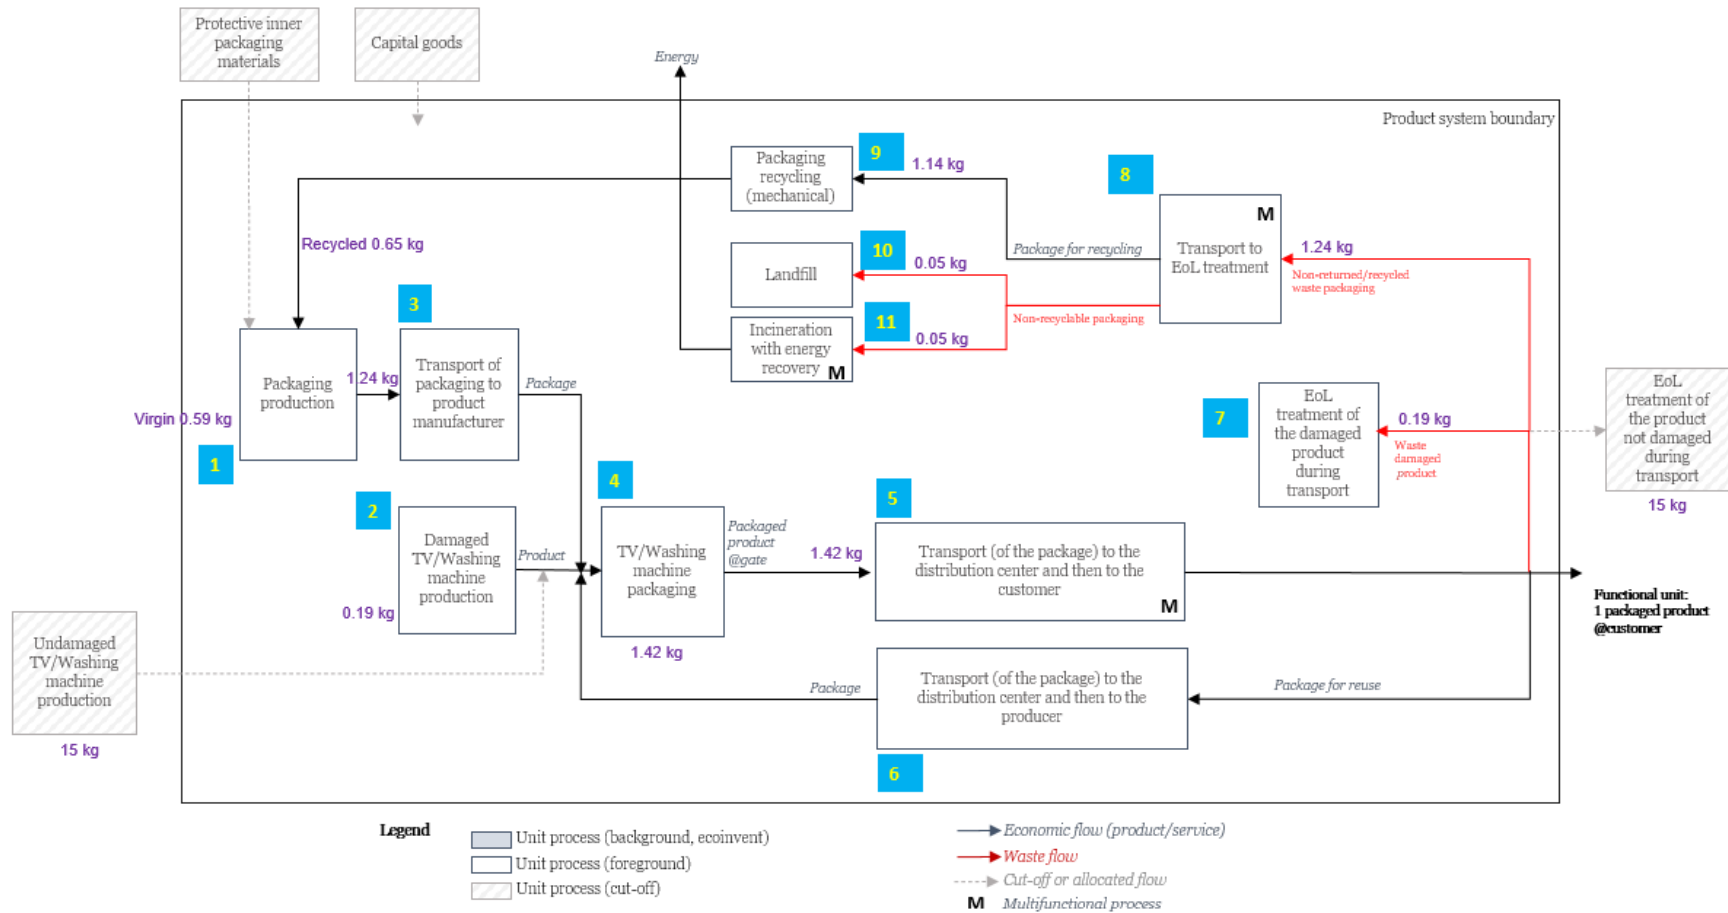 Protective inner
packaging
materials
Capital goods
Energy
Product system boundary
Packaging
recycling
(mechanical)
9
1.14 kg
8
M
Transport to
EoL treatment
1.24 kg
Non-returned/recycled
waste packaging
Recycled 0.65 kg
Package for recycling
10
Landfill
0.05 kg
Non-recyclable packaging
11
Incineration
with energy
recovery
M
0.05 kg
3
Packaging
production
1.24 kg
Transport of
packaging to
product
manufacturer
Package
Virgin 0.59 kg
1
EoL
treatment of
the damaged
product
during
transport
7
0.19 kg
Waste
damaged
product
EoL
treatment of
the product
not damaged
during
transport
15 kg
2
Damaged
TV/Washing
machine
production
0.19 kg
Product
4
TV/Washing
machine
packaging
1.42 kg
Packaged
product
@gate
1.42 kg
5
Transport (of the package) to the
distribution center and then to the
customer
M
Functional unit:
1 packaged product
@customer
Undamaged
TV/Washing
machine
production
15 kg
Package
Transport (of the package) to the
distribution center and then to the
producer
Package for reuse
6
Legend
Unit process (background, ecoinvent)
Unit process (foreground)
Unit process (cut-off)
Economic flow (product/service)
Waste flow
Cut-off or allocated flow
M Multifunctional process